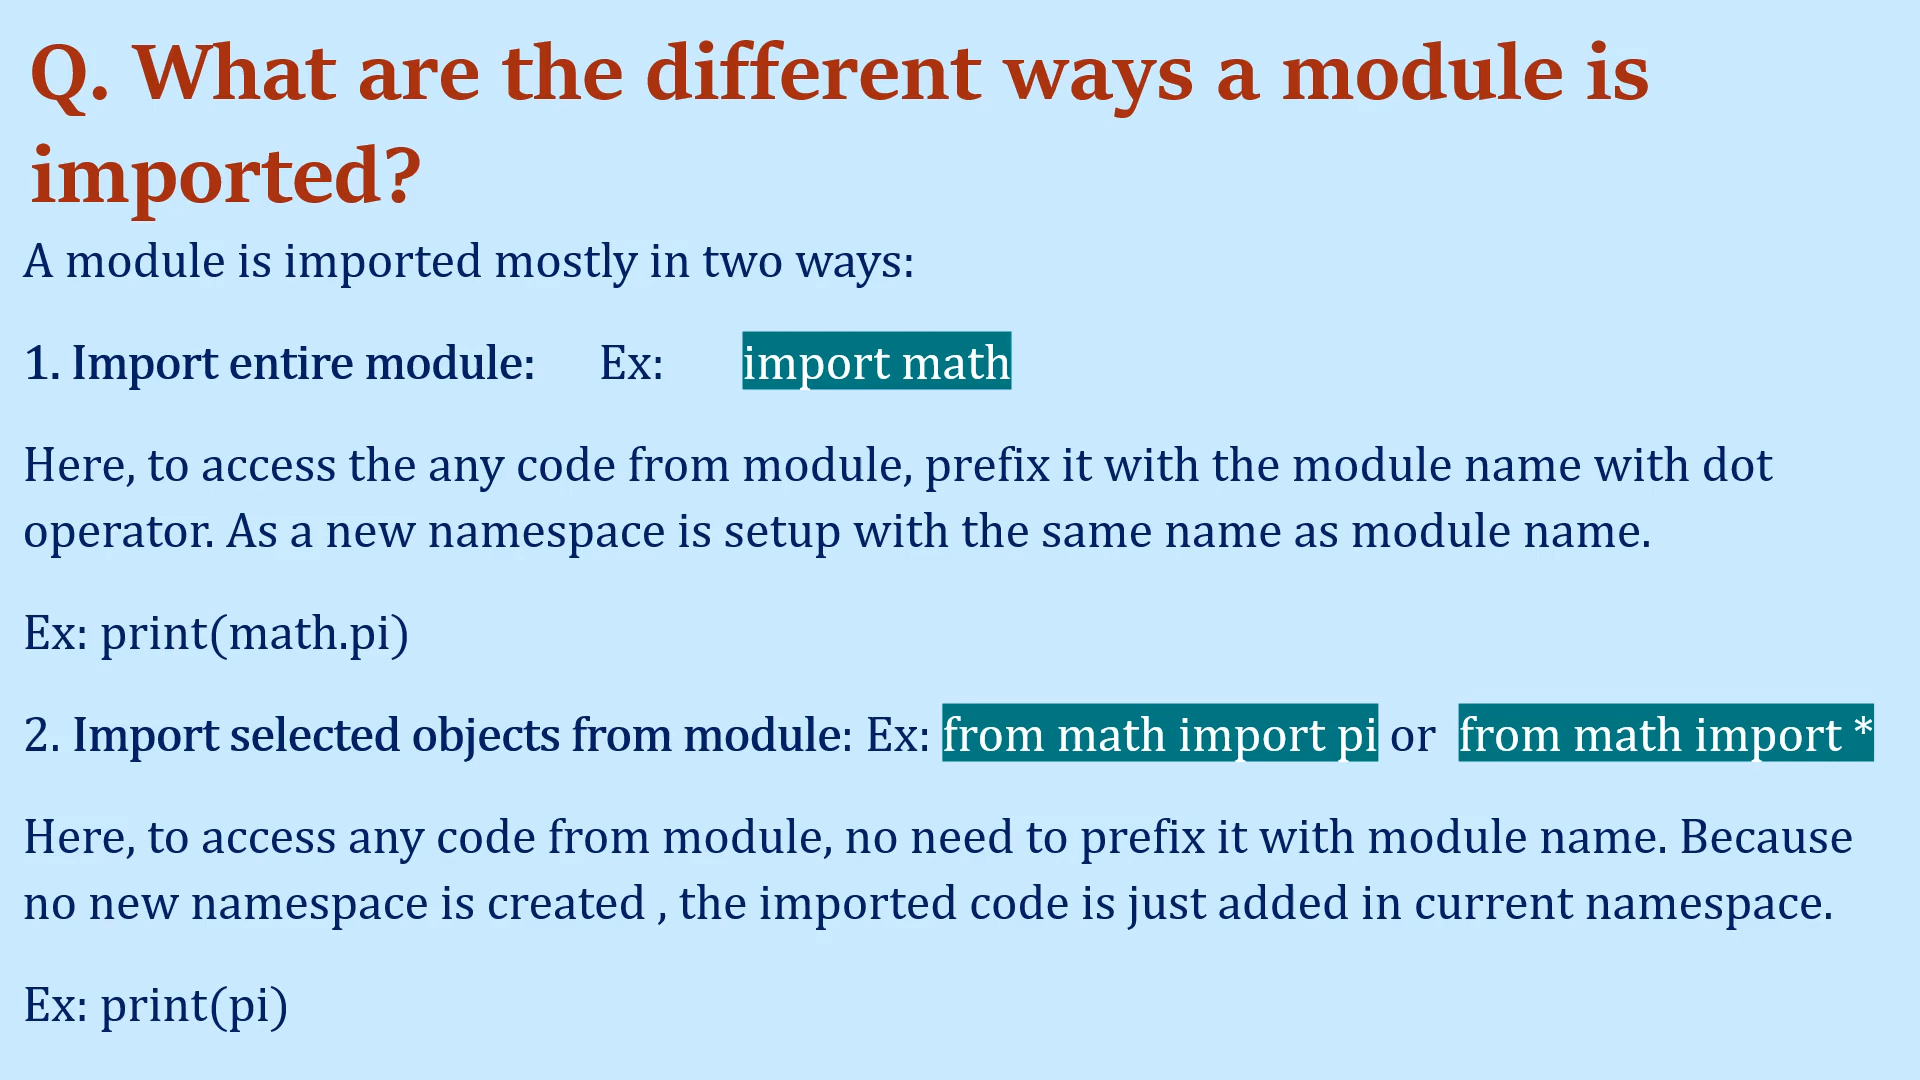 Q. What are the different ways a module is
imported?
A module is imported mostly in two ways:
1. Import entire module: Ex: import math
Here, to access the any code from module, prefix it with the module name with dot
operator. As a new namespace is setup with the same name as module name.
Ex: print(math.pi)
2. Import selected objects from module: Ex: from math import pi or from math import *
Here, to access any code from module, no need to prefix it with module name. Because
no new namespace is created , the imported code is just added in current namespace.
Ex: print(pi)